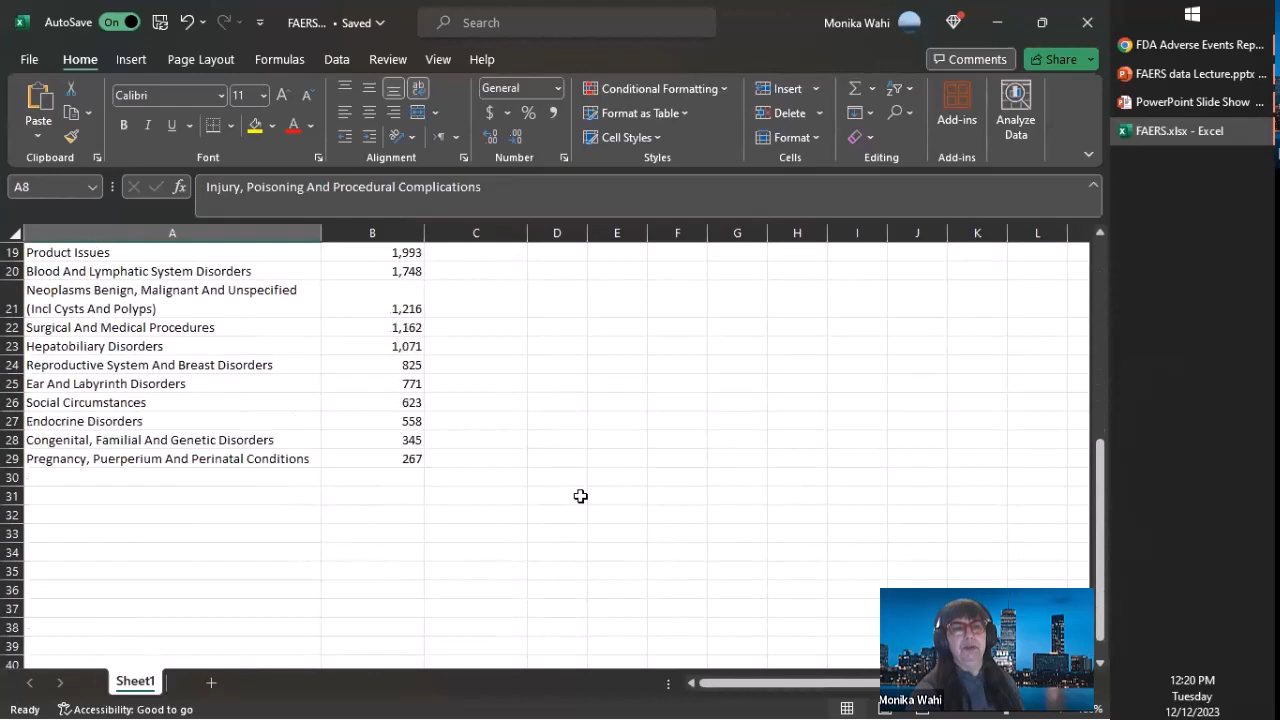 AutoSave On FAERS... • Saved Search Monika Wahi
File Home Insert Page Layout Formulas Data Review View Help Comments Share
Calibri 11 General Conditional Formatting Insert
Paste B I U $ % Format as Table Delete Add-ins Analyze Data
A Cell Styles Format
Clipboard Font Alignment Number Styles Cells Editing Add-ins
A8 fx Injury, Poisoning And Procedural Complications
A B C D E F G H I J K L
19 Product Issues 1,993
20 Blood And Lymphatic System Disorders 1,748
Neoplasms Benign, Malignant And Unspecified
21 (Incl Cysts And Polyps) 1,216
22 Surgical And Medical Procedures 1,162
23 Hepatobiliary Disorders 1,071
24 Reproductive System And Breast Disorders 825
25 Ear And Labyrinth Disorders 771
26 Social Circumstances 623
27 Endocrine Disorders 558
28 Congenital, Familial And Genetic Disorders 345
29 Pregnancy, Puerperium And Perinatal Conditions 267
30
31
32
33
34
35
36
37
38
39
40
Sheet1
Ready Accessibility: Good to go
Monika Wahi
FDA Adverse Events Rep...
FAERS data Lecture.pptx ...
PowerPoint Slide Show ...
FAERS.xlsx - Excel
12:20 PM
Tuesday
12/12/2023